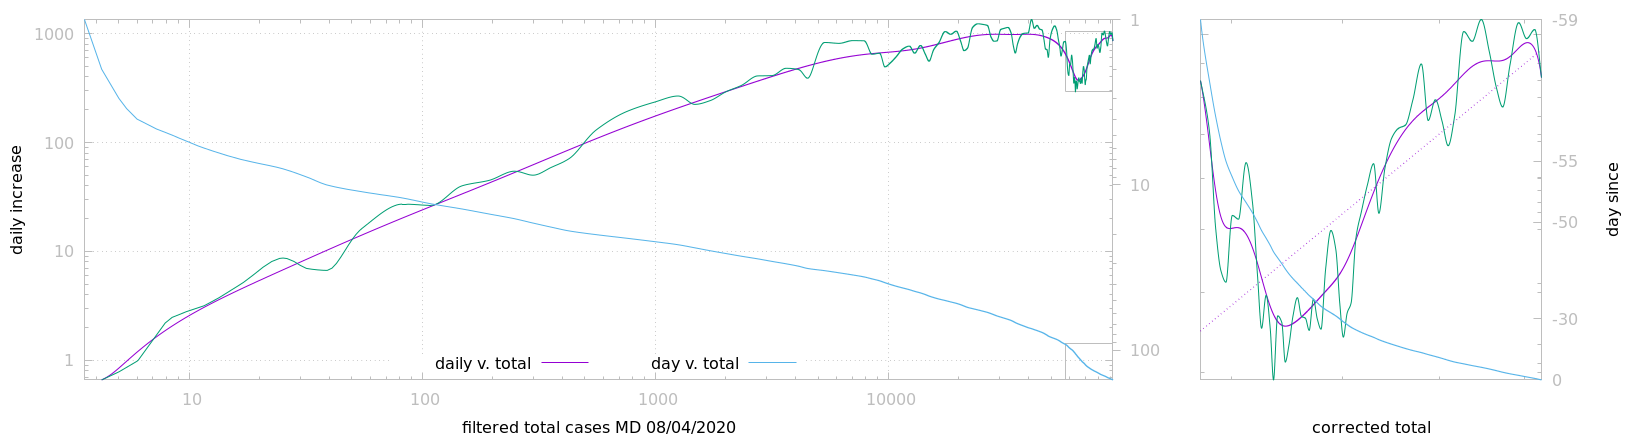 1000
100
10
1
daily increase
daily v. total
day v. total
1
10
100
10
100
1000
10000
filtered total cases MD 08/04/2020
-59
-55
-50
-30
0
day since
corrected total